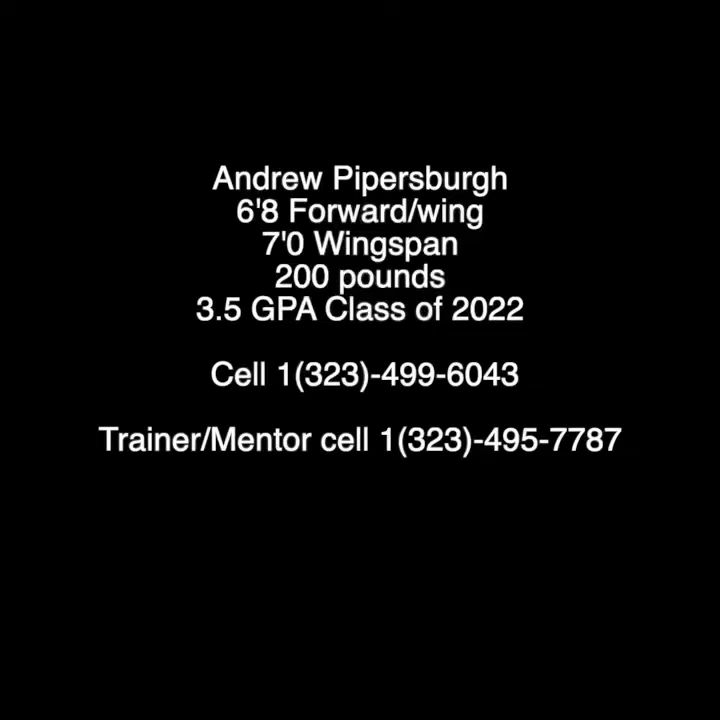 Andrew Pipersburgh
6'8 Forward/wing
7'0 Wingspan
200 pounds
3.5 GPA Class of 2022
Cell 1(323)-499-6043
Trainer/Mentor cell 1(323)-495-7787